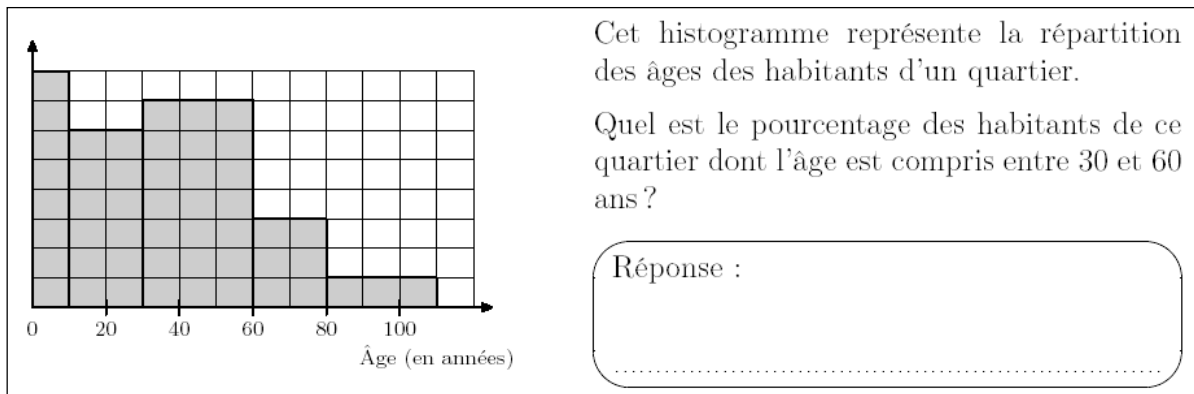 Cet histogramme représente la répartition
des âges des habitants d'un quartier.
Quel est le pourcentage des habitants de ce
quartier dont l'âge est compris entre 30 et 60
ans ?
Réponse :
0 20 40 60 80 100
Âge (en années)